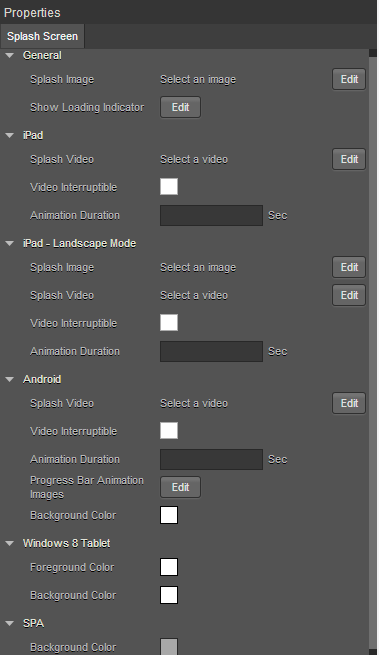 Properties
Splash Screen
General
Splash Image Select an image Edit
Show Loading Indicator Edit
iPad
Splash Video Select a video Edit
Video Interruptible
Animation Duration Sec
iPad - Landscape Mode
Splash Image Select an image Edit
Splash Video Select a video Edit
Video Interruptible
Animation Duration Sec
Android
Splash Video Select a video Edit
Video Interruptible
Animation Duration Sec
Progress Bar Animation
Images Edit
Background Color
Windows 8 Tablet
Foreground Color
Background Color
SPA
Background Color